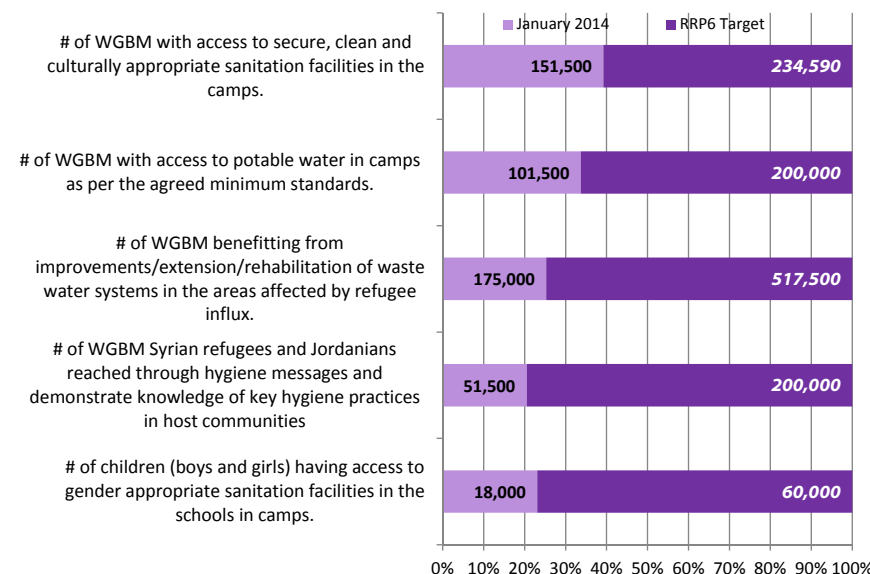 January 2014 RRP6 Target
# of WGBM with access to secure, clean and
culturally appropriate sanitation facilities in the
camps.
151,500 234,590
# of WGBM with access to potable water in camps
as per the agreed minimum standards.
101,500 200,000
# of WGBM benefitting from
improvements/extension/rehabilitation of waste
water systems in the areas affected by refugee
influx.
175,000 517,500
# of WGBM Syrian refugees and Jordanians
reached through hygiene messages and
demonstrate knowledge of key hygiene practices
in host communities
51,500 200,000
# of children (boys and girls) having access to
gender appropriate sanitation facilities in the
schools in camps.
18,000 60,000
0% 10% 20% 30% 40% 50% 60% 70% 80% 90% 100%